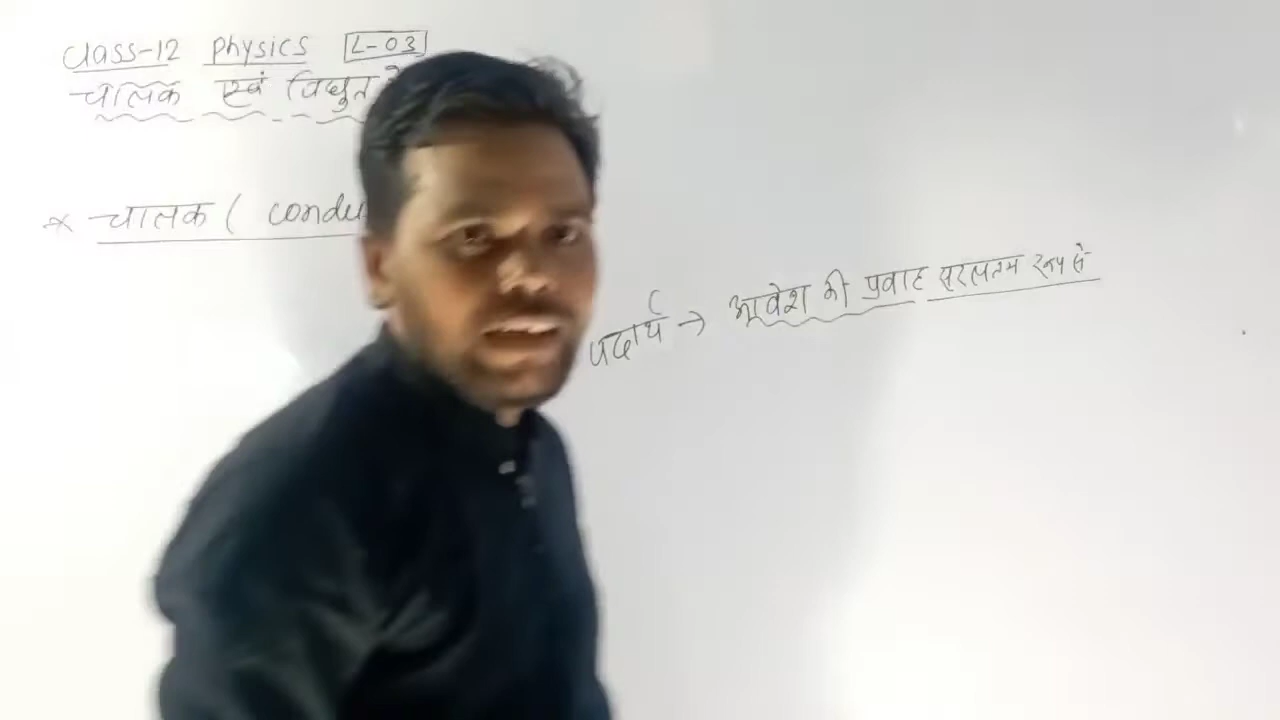 Class-12 Physics L-03
चालक एवं विद्युत
* चालक ( condu
पदार्थ → आवेश की प्रवाह सरलतम रूप से